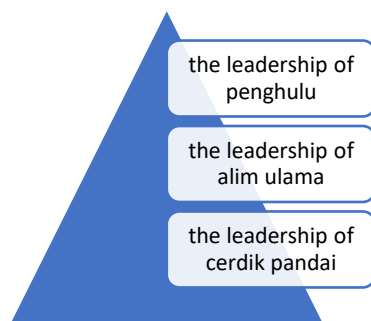 the leadership of
penghulu
the leadership of
alim ulama
the leadership of
cerdik pandai